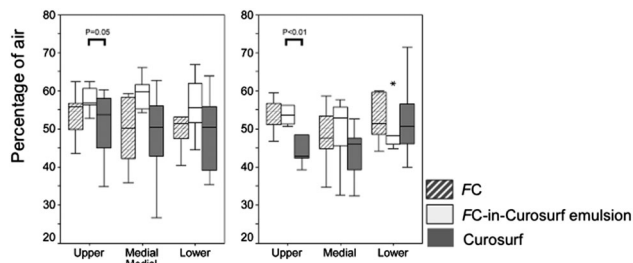 Percentage of air
P=0.05
80
70
60
50
40
30
20
Upper
Medial
Medial
Lower
P<0.01
80
70
60
50
40
30
20
*
Upper
Medial
Lower
FC
FC-in-Curosurf emulsion
Curosurf